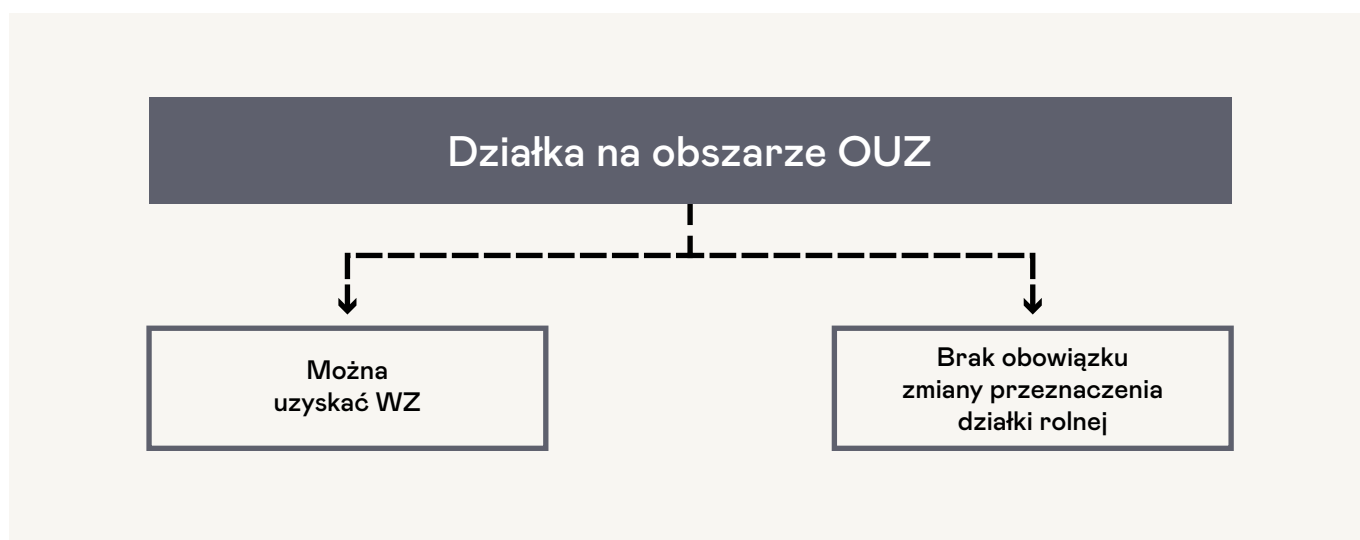 Działka na obszarze OUZ
Można
uzyskać WZ
Brak obowiązku
zmiany przeznaczenia
działki rolnej